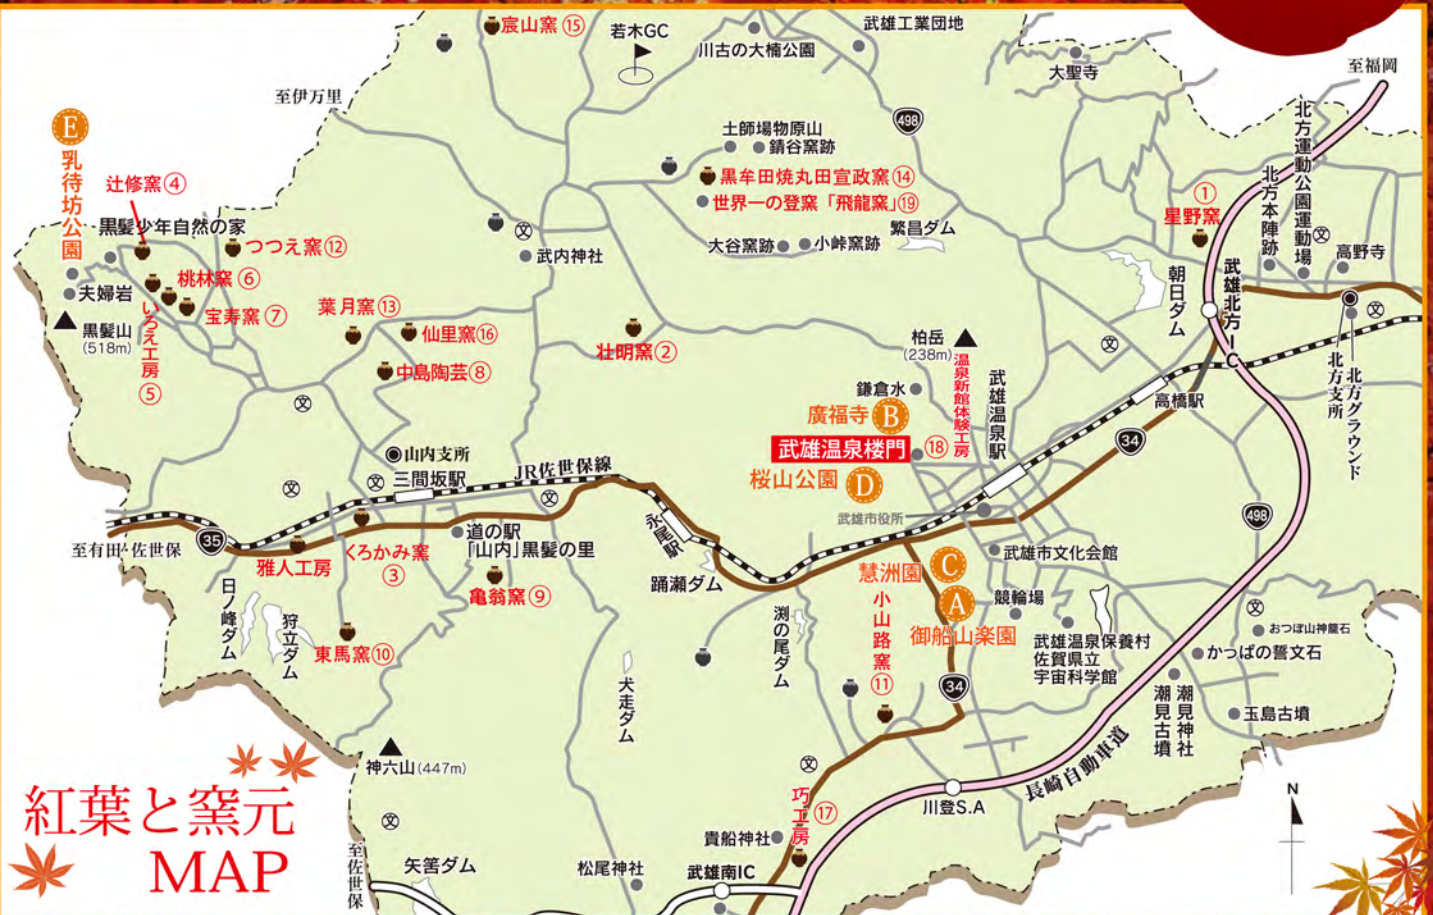 宸山窯⑮
若木GC
武雄工業団地
川古の大楠公園
大聖寺
至福岡
至伊万里
498
E
乳待坊公園
辻修窯④
黒髪少年自然の家
つつえ窯⑫
桃林窯⑥
夫婦岩
宝寿窯⑦
黒髪山
(518m)
いろえ工房
⑤
葉月窯⑬
仙里窯⑯
中島陶芸⑧
土師場物原山
錆谷窯跡
黒牟田焼丸田宣政窯⑭
世界一の登窯「飛龍窯」⑲
大谷窯跡
小峠窯跡
繁昌ダム
文
武内神社
壮明窯②
①
星野窯
北方運動公園運動場
北方本陣跡
文
高野寺
朝日ダム
武雄北方IC
文
北方支所
北方グラウンド
柏岳
(238m)
鎌倉水
温泉新館体験工房
武雄温泉駅
文
高橋駅
廣福寺
B
武雄温泉楼門
⑱
桜山公園
D
武雄市役所
34
文
山内支所
三間坂駅
文
文
JR佐世保線
文
永尾駅
35
至有田・佐世保
雅人工房
くろかみ窯
③
道の駅
「山内」黒髪の里
亀翁窯⑨
踊瀬ダム
日ノ峰ダム
狩立ダム
東馬窯⑩
犬走ダム
渕の尾ダム
慧洲園
C
A
御船山楽園
小山路窯
⑪
武雄市文化会館
競輪場
武雄温泉保養村
佐賀県立
宇宙科学館
34
498
文
おつぼ山神籠石
かっぱの誓文石
潮見神社
潮見古墳
玉島古墳
長崎自動車道
川登S.A
神六山(447m)
文
文
巧工房
⑰
貴船神社
松尾神社
武雄南IC
矢筈ダム
至佐世保
N
紅葉と窯元
MAP